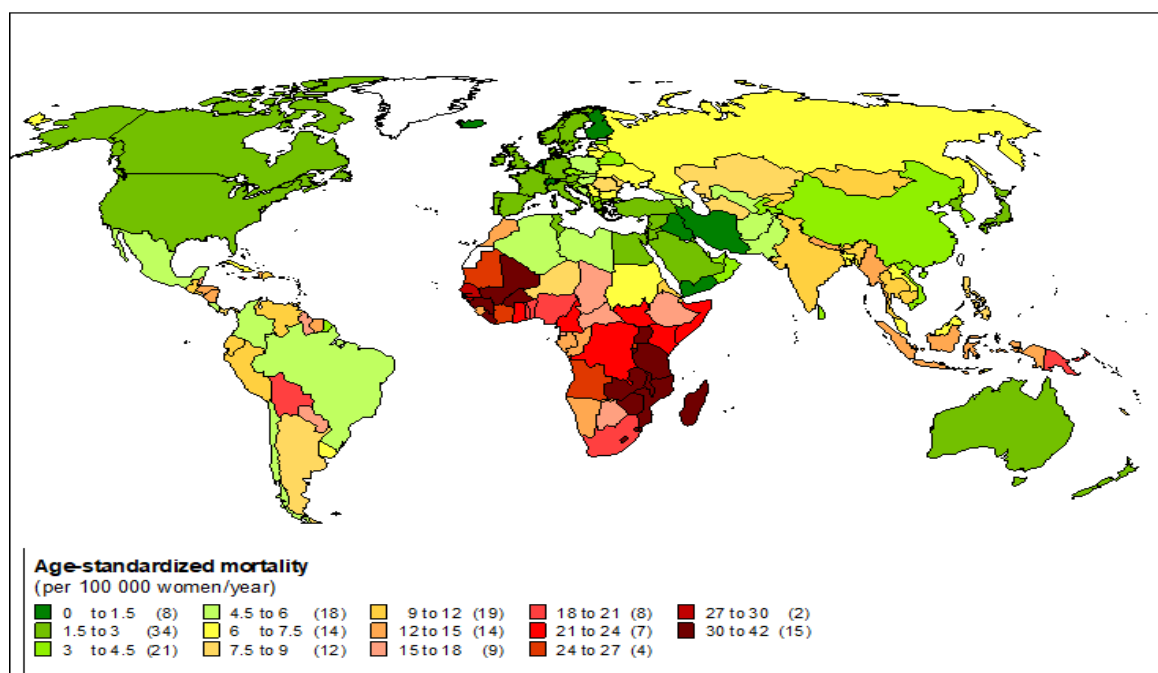 Age-standardized mortality
(per 100 000 women/year)
0 to 1.5 (8) 4.5 to 6 (18) 9 to 12 (19) 18 to 21 (8) 27 to 30 (2)
1.5 to 3 (34) 6 to 7.5 (14) 12 to 15 (14) 21 to 24 (7) 30 to 42 (15)
3 to 4.5 (21) 7.5 to 9 (12) 15 to 18 (9) 24 to 27 (4)